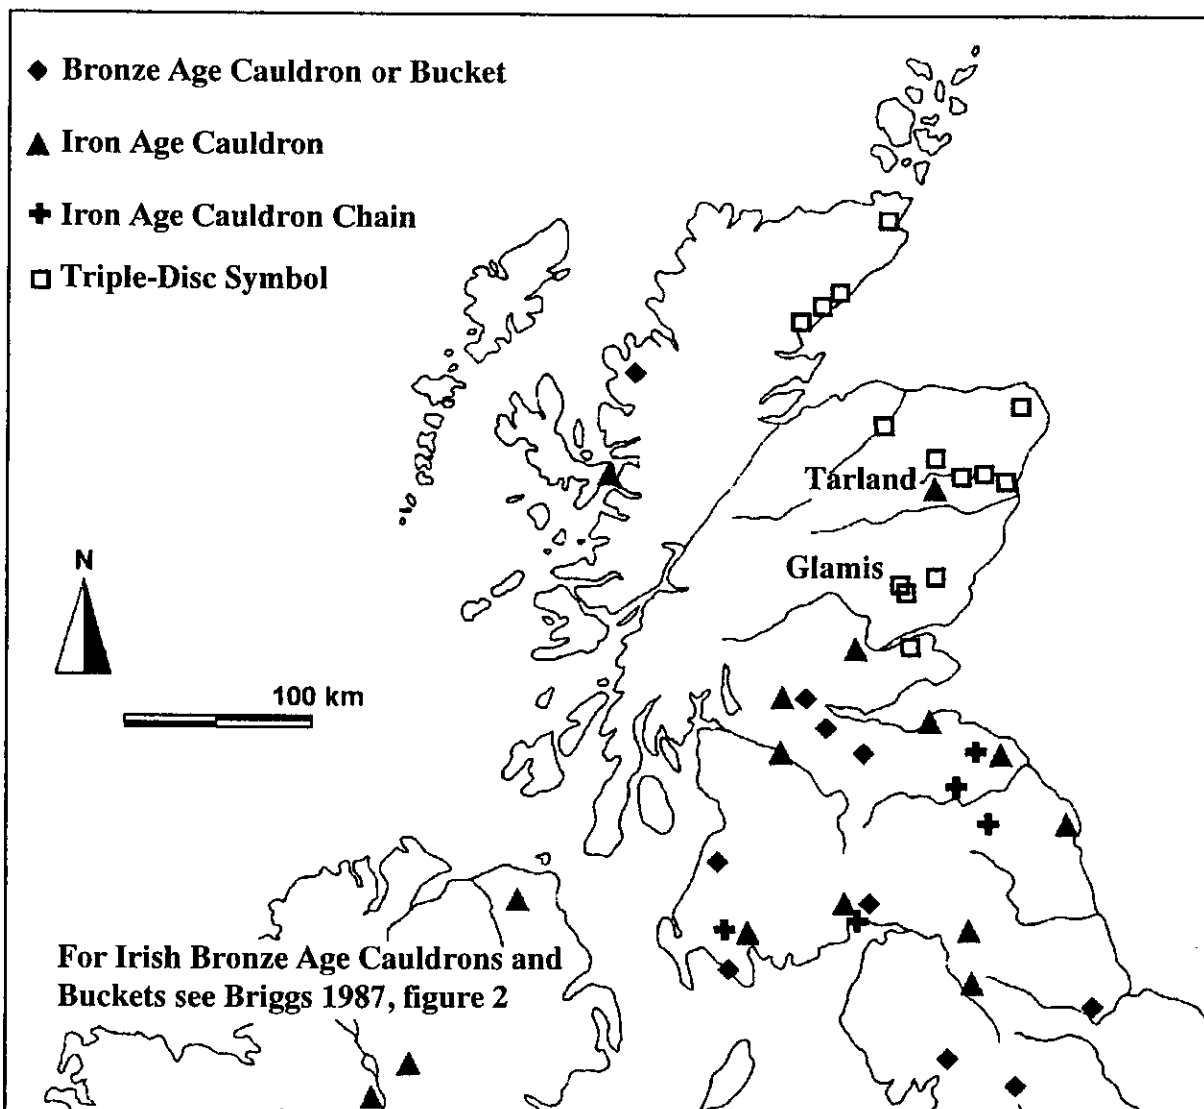 Bronze Age Cauldron or Bucket
Iron Age Cauldron
Iron Age Cauldron Chain
Triple-Disc Symbol
Tarland
Glamis
N
100 km
For Irish Bronze Age Cauldrons and
Buckets see Briggs 1987, figure 2